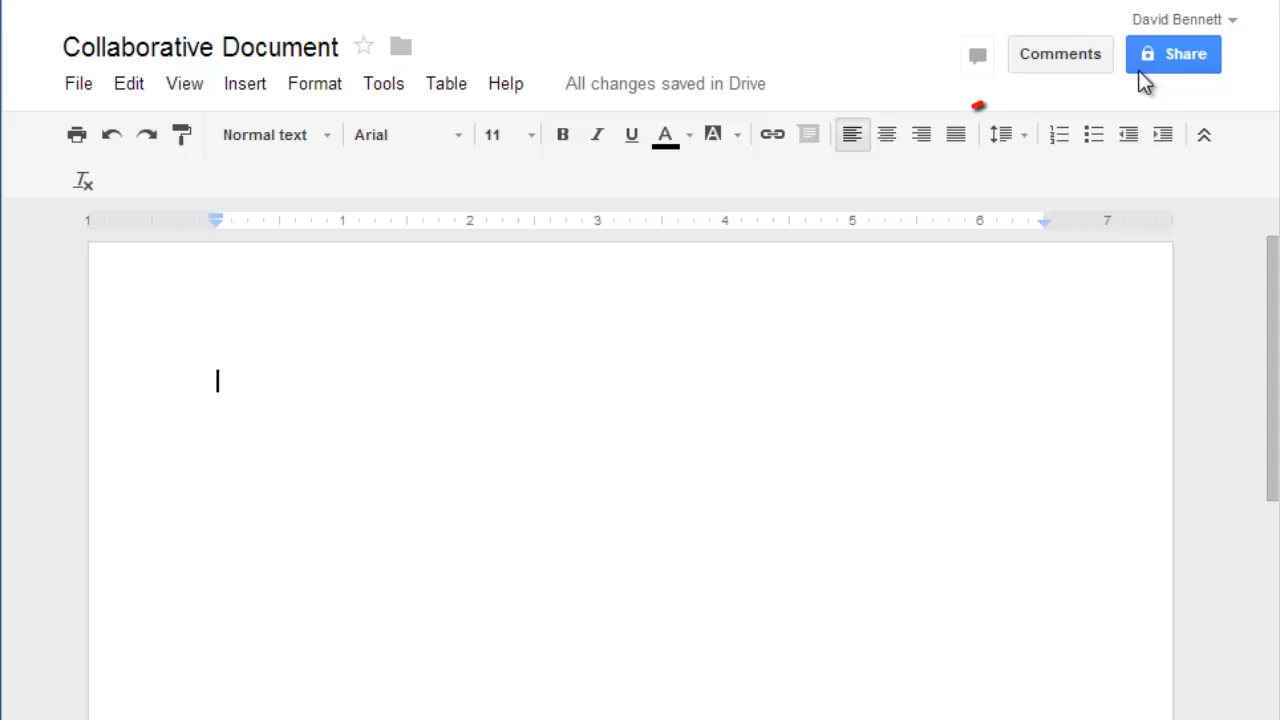 David Bennett
Collaborative Document
Comments
Share
File Edit View Insert Format Tools Table Help All changes saved in Drive
Normal text Arial 11 B I U A A
1 1 2 3 4 5 6 7